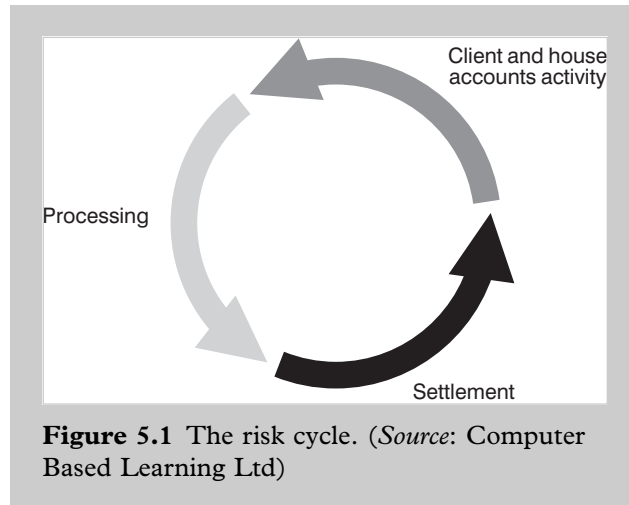 Client and house
accounts activity
Processing
Settlement
Figure 5.1 The risk cycle. (Source: Computer
Based Learning Ltd)